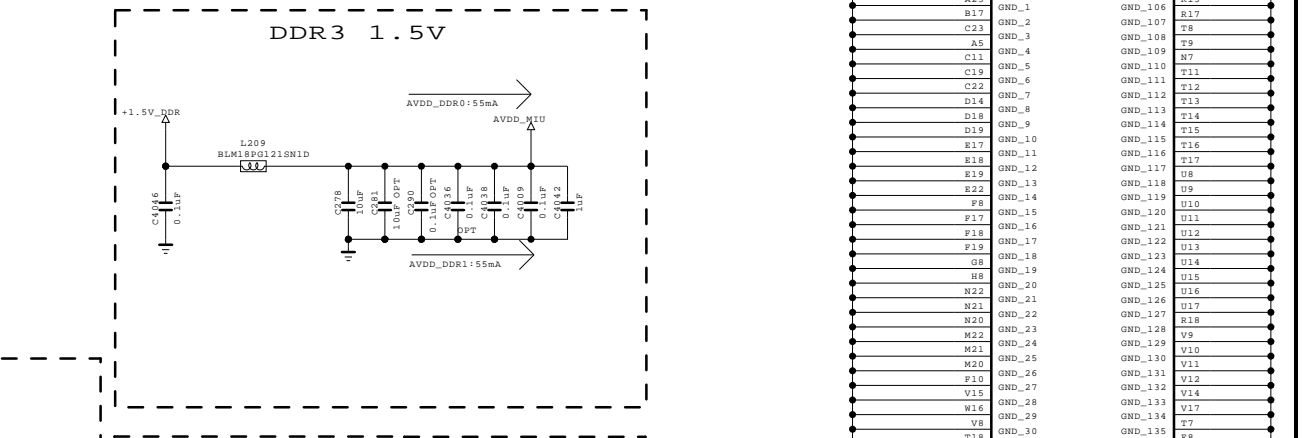 DDR3 1.5V
AVDD_DDR0:55mA
+1.5V_DDR
AVDD_MIU
L209
BLM18PG121SN1D
C4046
0.1uF
C278
10uF
C281
10uF OPT
C290
0.1uF OPT
C4036
0.1uF
OPT
C4038
0.1uF
C4009
0.1uF
C4042
1uF
AVDD_DDR1:55mA
GND_1 GND_106
B17 GND_2 GND_107 R17
C23 GND_3 GND_108 T8
A5 GND_4 GND_109 T9
C11 GND_5 GND_110 N7
C19 GND_6 GND_111 T11
C22 GND_7 GND_112 T12
D14 GND_8 GND_113 T13
D18 GND_9 GND_114 T14
D19 GND_10 GND_115 T15
E17 GND_11 GND_116 T16
E18 GND_12 GND_117 T17
E19 GND_13 GND_118 U8
E22 GND_14 GND_119 U9
F8 GND_15 GND_120 U10
F17 GND_16 GND_121 U11
F18 GND_17 GND_122 U12
F19 GND_18 GND_123 U13
G8 GND_19 GND_124 U14
H8 GND_20 GND_125 U15
N22 GND_21 GND_126 U16
N21 GND_22 GND_127 U17
N20 GND_23 GND_128 R18
M22 GND_24 GND_129 V9
M21 GND_25 GND_130 V10
M20 GND_26 GND_131 V11
F10 GND_27 GND_132 V12
V15 GND_28 GND_133 V14
W16 GND_29 GND_134 V17
V8 GND_30 GND_135 T7